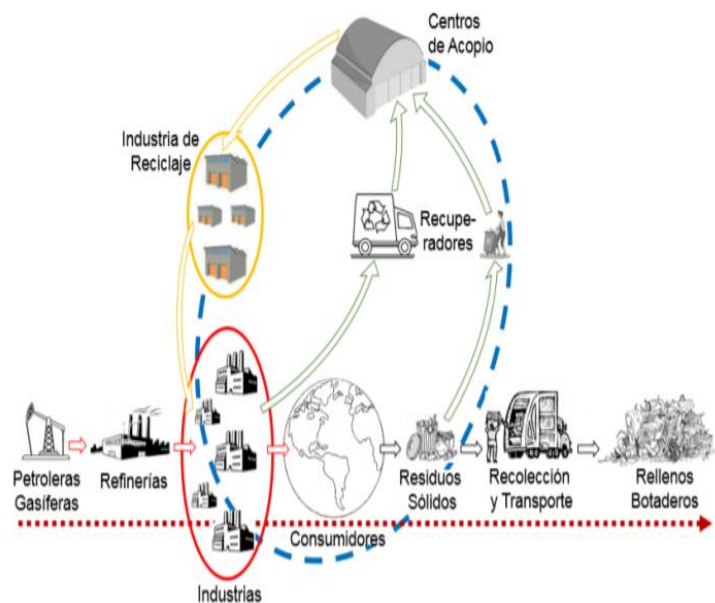 Centros
de Acopio
Industria de
Reciclaje
Recupe-
radores
Petroleras
Gasíferas
Refinerías
Industrias
Consumidores
Residuos
Sólidos
Recolección
y Transporte
Rellenos
Botaderos